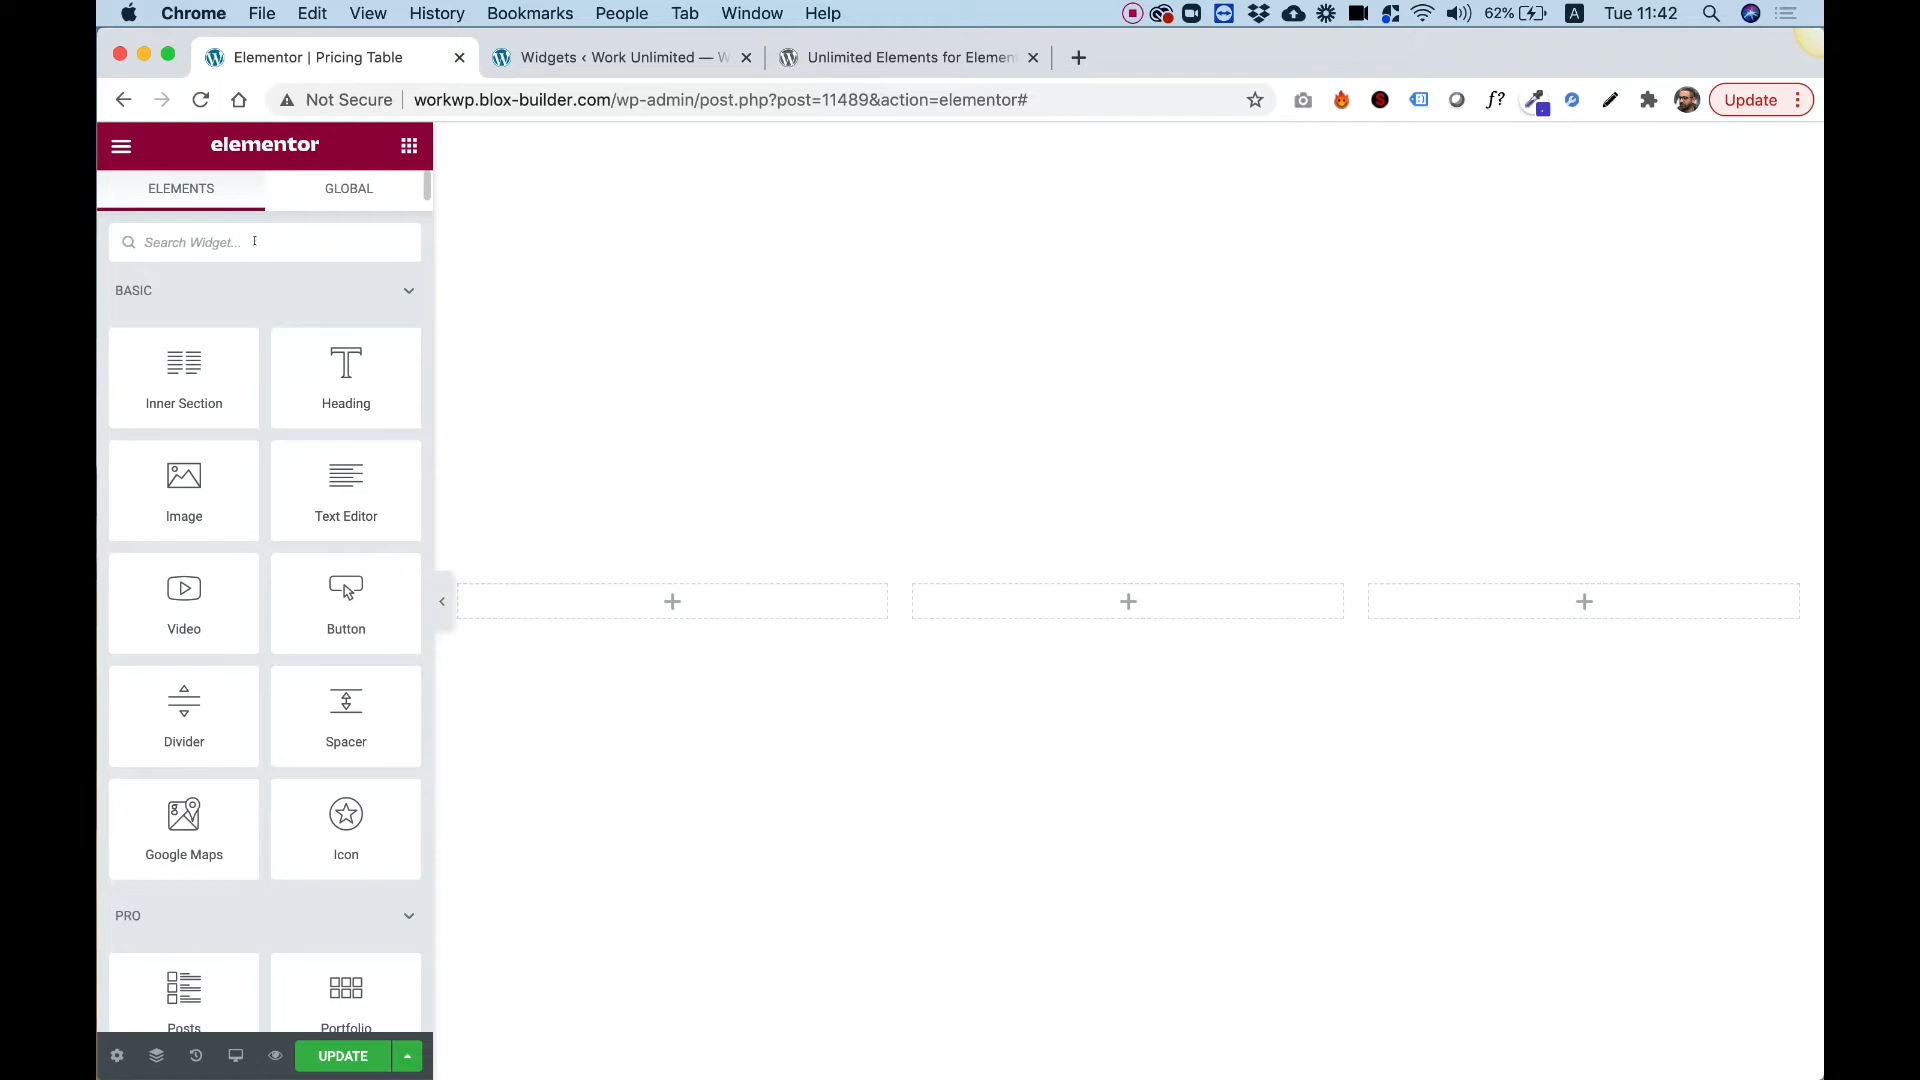 Chrome File Edit View History Bookmarks People Tab Window Help 62% A Tue 11:42
Elementor | Pricing Table
Widgets ‹ Work Unlimited — W
Unlimited Elements for Elemen
Not Secure workwp.blox-builder.com/wp-admin/post.php?post=11489&action=elementor#
S
f?
Update
elementor
ELEMENTS
GLOBAL
Search Widget...
BASIC
Inner Section
Heading
Image
Text Editor
Video
Button
Divider
Spacer
Google Maps
Icon
PRO
Posts
Portfolio
UPDATE